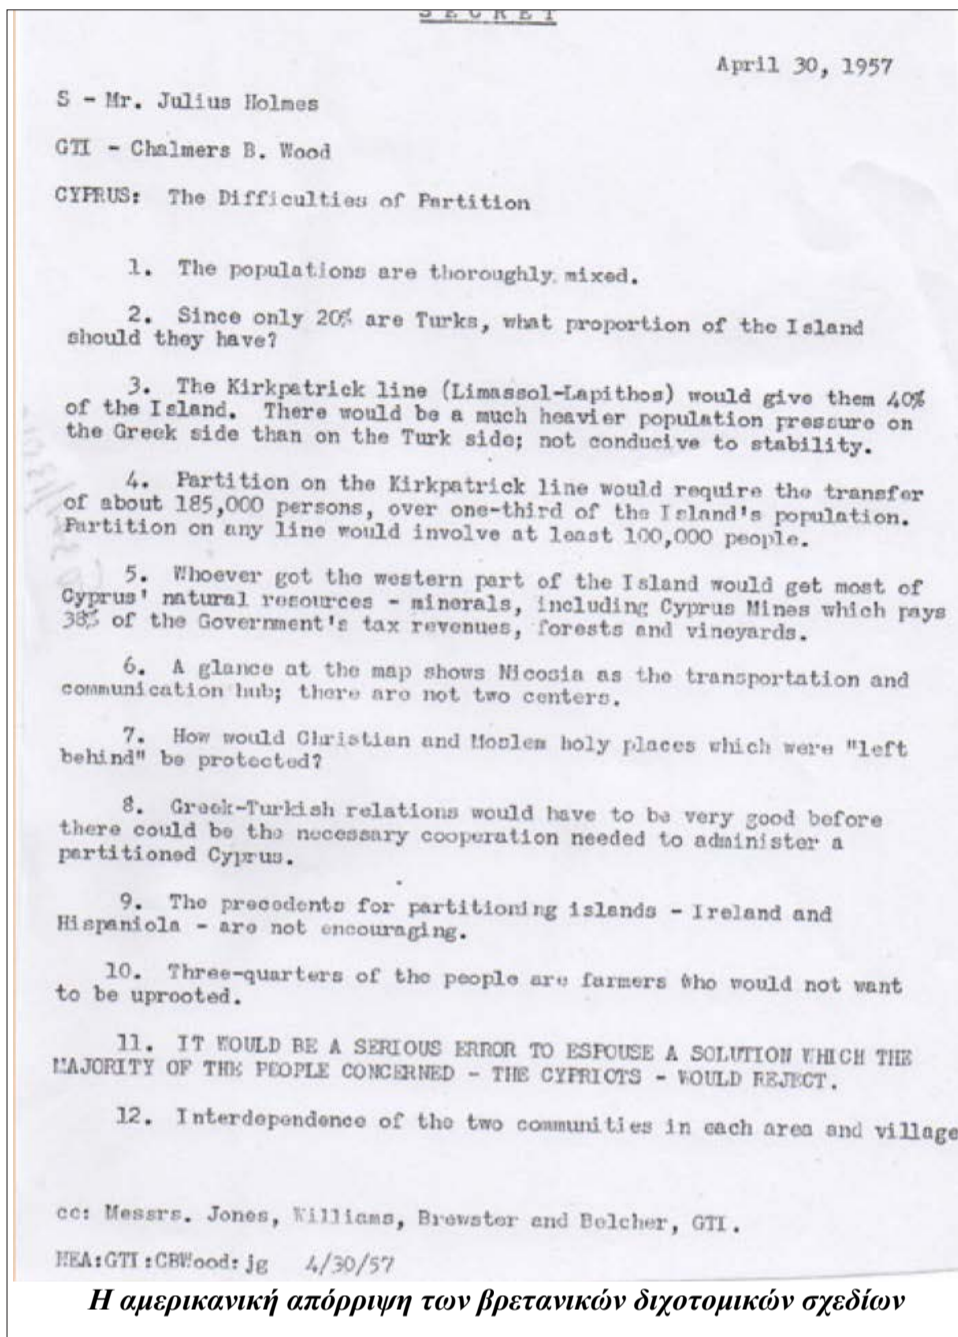 SECRET
April 30, 1957
S - Mr. Julius Holmes
GTI - Chalmers B. Wood
CYPRUS: The Difficulties of Partition
1. The populations are thoroughly mixed.
2. Since only 20% are Turks, what proportion of the Island
should they have?
3. The Kirkpatrick line (Limassol-Lapithos) would give them 40%
of the Island. There would be a much heavier population pressure on
the Greek side than on the Turk side; not conducive to stability.
4. Partition on the Kirkpatrick line would require the transfer
of about 185,000 persons, over one-third of the Island's population.
Partition on any line would involve at least 100,000 people.
5. Whoever got the western part of the Island would get most of
Cyprus' natural resources - minerals, including Cyprus Mines which pays
38% of the Government's tax revenues, forests and vineyards.
6. A glance at the map shows Nicosia as the transportation and
communication hub; there are not two centers.
7. How would Christian and Moslem holy places which were "left
behind" be protected?
8. Greek-Turkish relations would have to be very good before
there could be the necessary cooperation needed to administer a
partitioned Cyprus.
9. The precedents for partitioning islands - Ireland and
Hispaniola - are not encouraging.
10. Three-quarters of the people are farmers who would not want
to be uprooted.
11. IT WOULD BE A SERIOUS ERROR TO ESPOUSE A SOLUTION WHICH THE
MAJORITY OF THE PEOPLE CONCERNED - THE CYPRIOTS - WOULD REJECT.
12. Interdependence of the two communities in each area and village
cc: Messrs. Jones, Williams, Brewster and Belcher, GTI.
NEA:GTI:CBWood:jg 4/30/57
Η αμερικανική απόρριψη των βρετανικών διχοτομικών σχεδίων